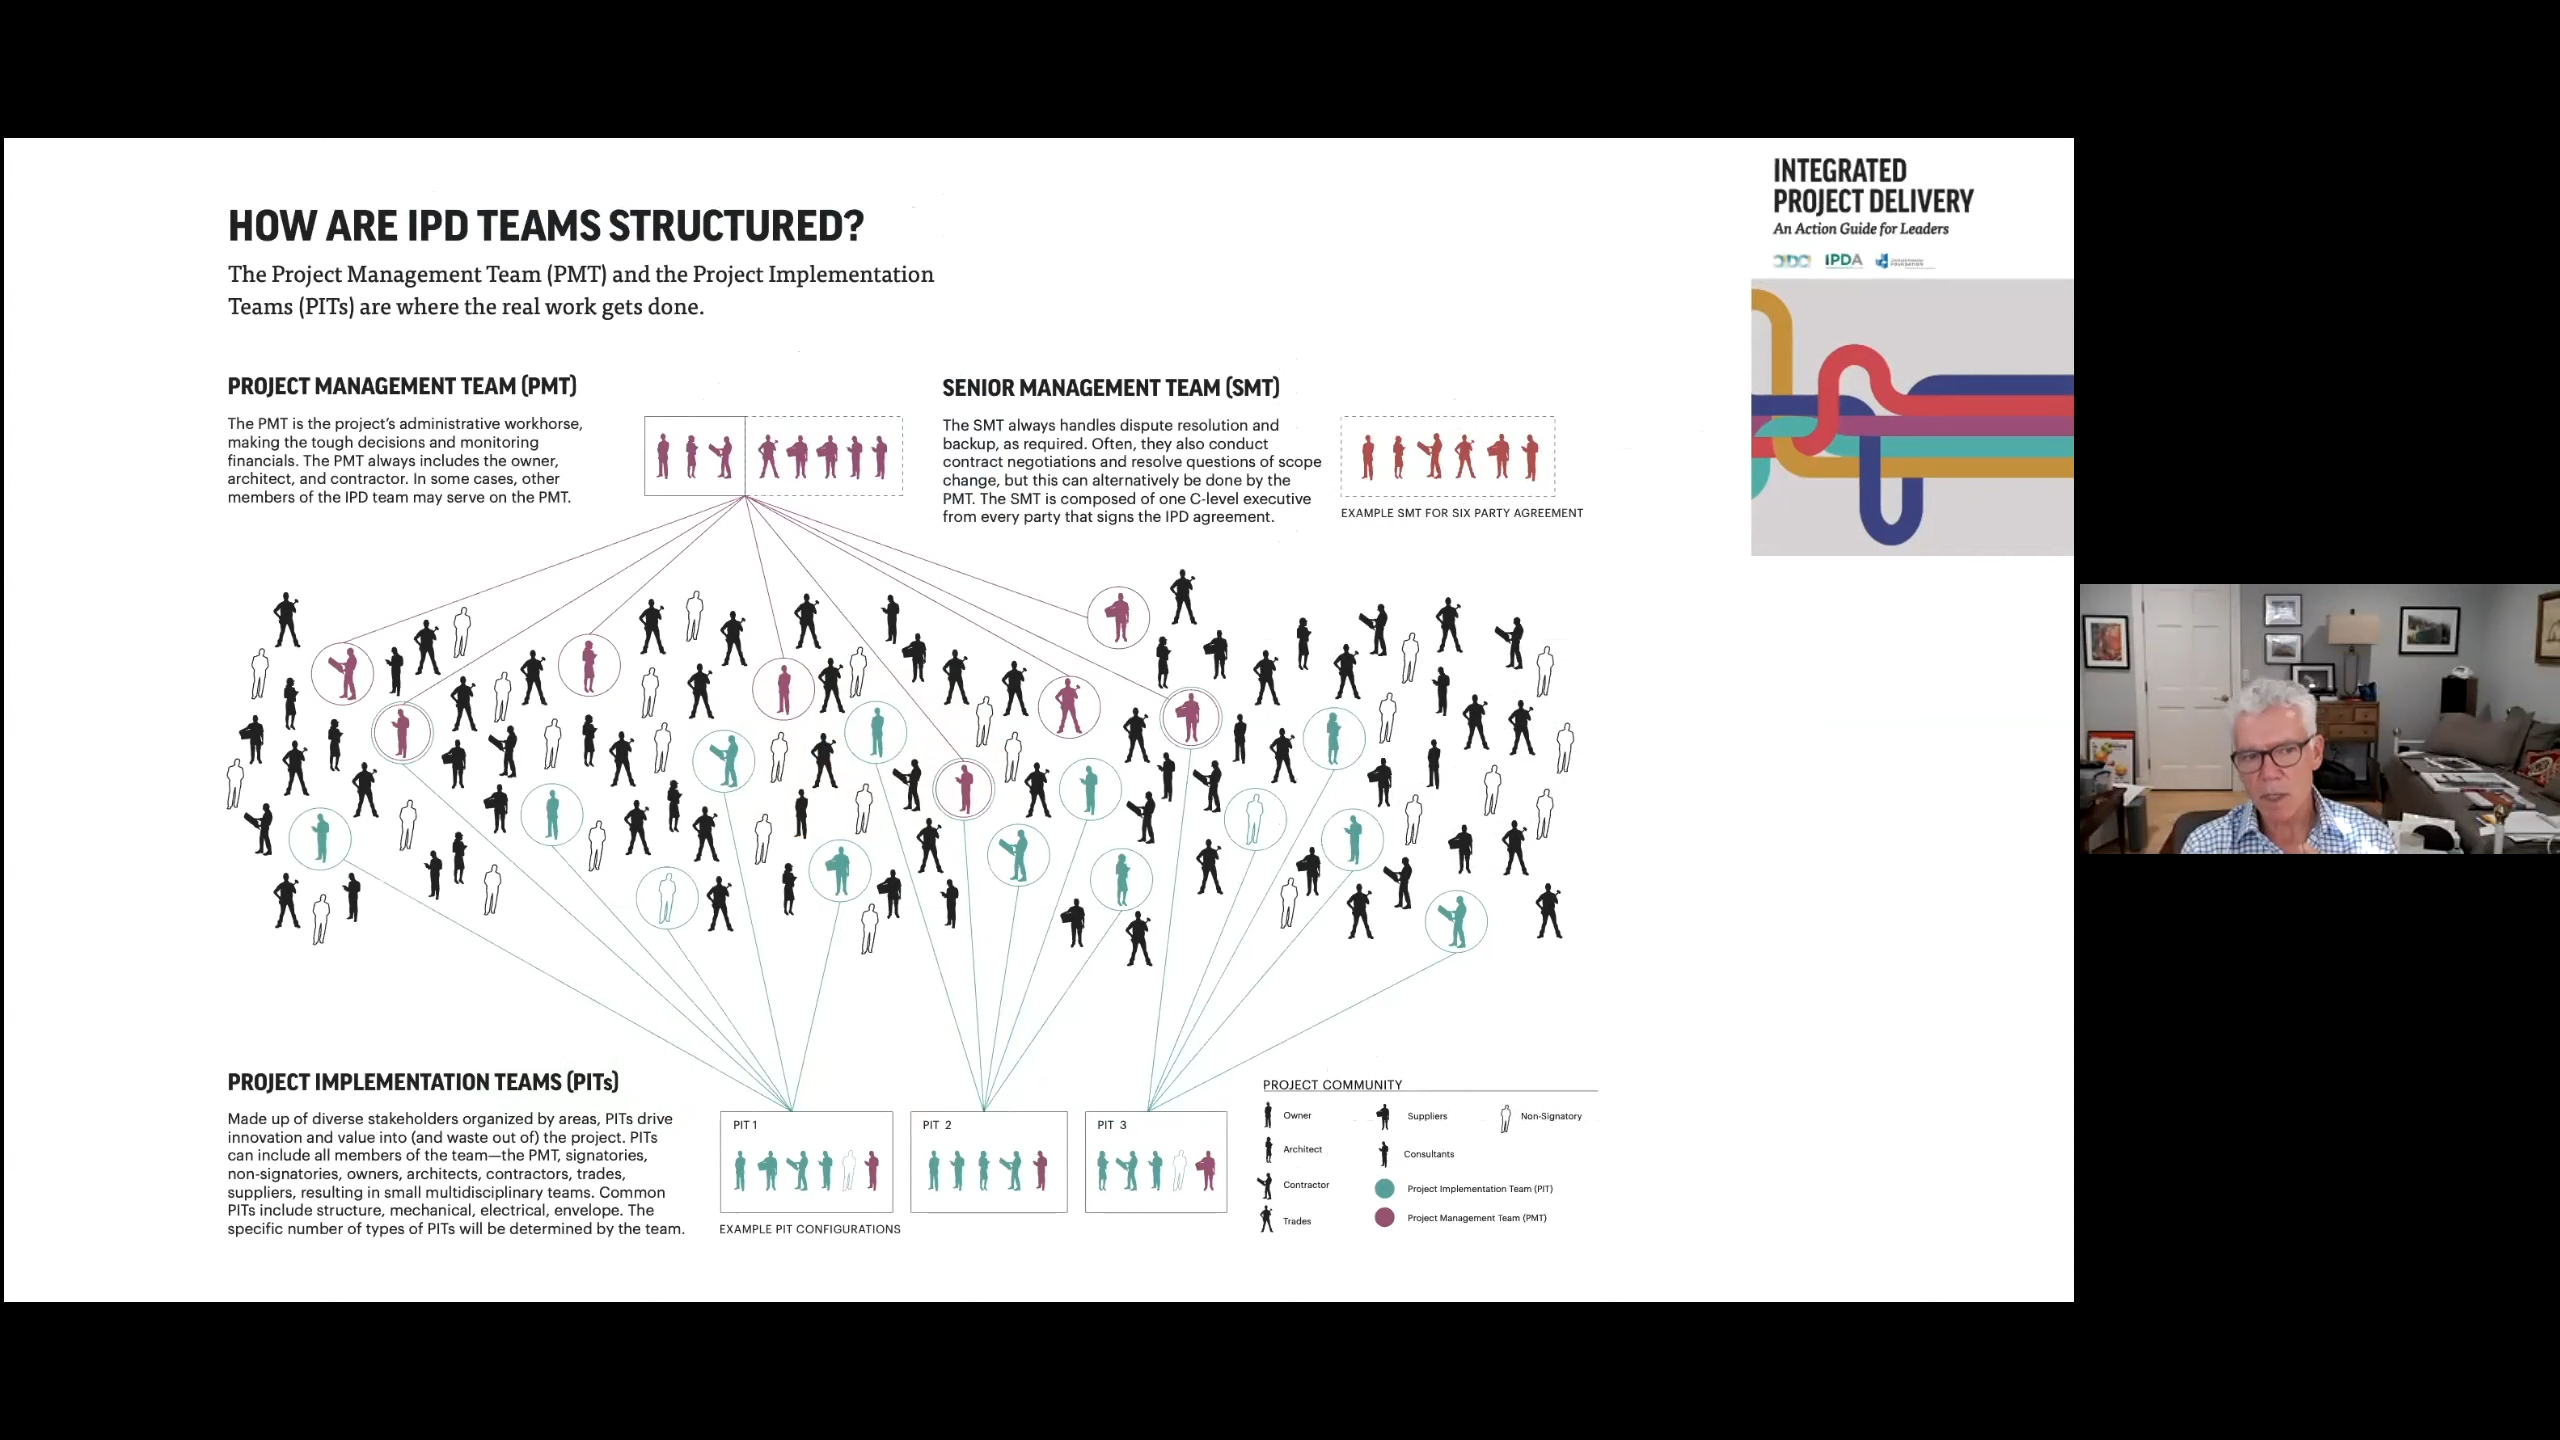 HOW ARE IPD TEAMS STRUCTURED?
The Project Management Team (PMT) and the Project Implementation
Teams (PITs) are where the real work gets done.
INTEGRATED
PROJECT DELIVERY
An Action Guide for Leaders
CIDCI IPDA
PROJECT MANAGEMENT TEAM (PMT)
The PMT is the project's administrative workhorse,
making the tough decisions and monitoring
financials. The PMT always includes the owner,
architect, and contractor. In some cases, other
members of the IPD team may serve on the PMT.
SENIOR MANAGEMENT TEAM (SMT)
The SMT always handles dispute resolution and
backup, as required. Often, they also conduct
contract negotiations and resolve questions of scope
change, but this can alternatively be done by the
PMT. The SMT is composed of one C-level executive
from every party that signs the IPD agreement.
EXAMPLE SMT FOR SIX PARTY AGREEMENT
PROJECT IMPLEMENTATION TEAMS (PITs)
Made up of diverse stakeholders organized by areas, PITs drive
innovation and value into (and waste out of) the project. PITs
can include all members of the team—the PMT, signatories,
non-signatories, owners, architects, contractors, trades,
suppliers, resulting in small multidisciplinary teams. Common
PITs include structure, mechanical, electrical, envelope. The
specific number of types of PITs will be determined by the team.
PIT 1
PIT 2
PIT 3
EXAMPLE PIT CONFIGURATIONS
PROJECT COMMUNITY
Owner
Architect
Contractor
Trades
Suppliers
Consultants
Project Implementation Team (PIT)
Project Management Team (PMT)
Non-Signatory